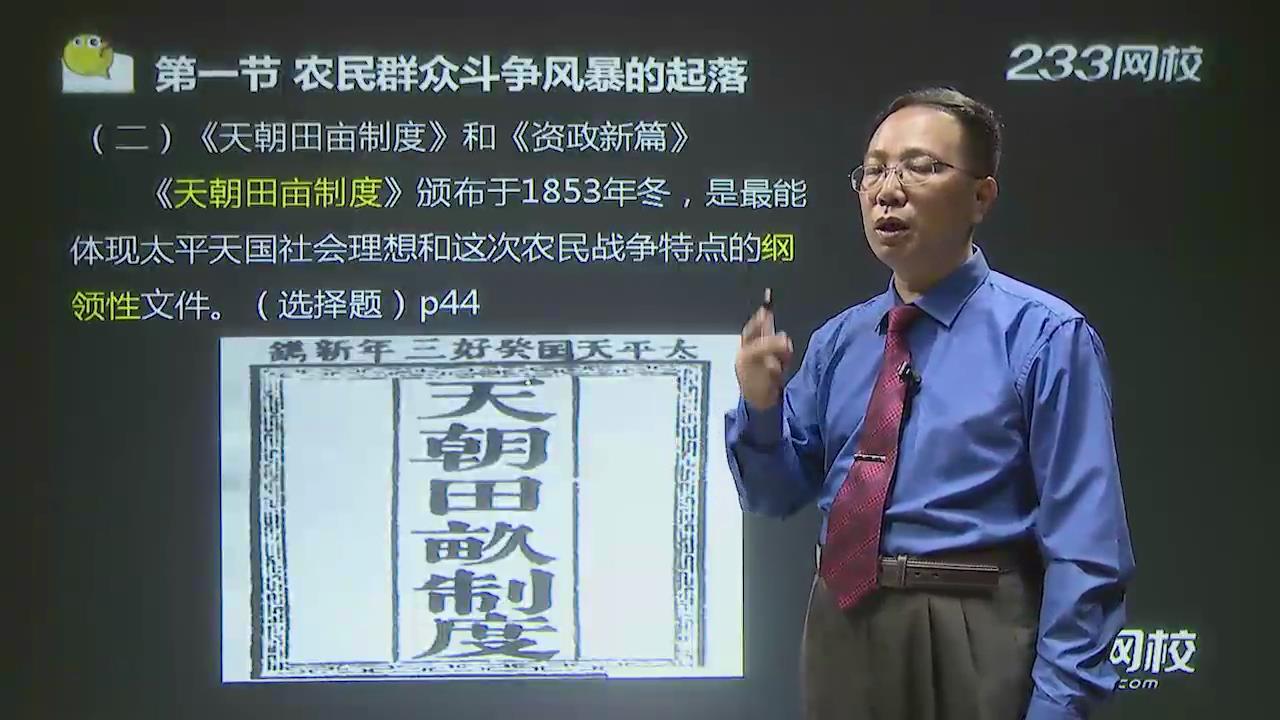 第一节 农民群众斗争风暴的起落
233网校
（二）《天朝田亩制度》和《资政新篇》
《天朝田亩制度》颁布于1853年冬，是最能
体现太平天国社会理想和这次农民战争特点的纲
领性文件。（选择题）p44
太平天国癸好三年新鐫
天朝田畝制度
网校
.com